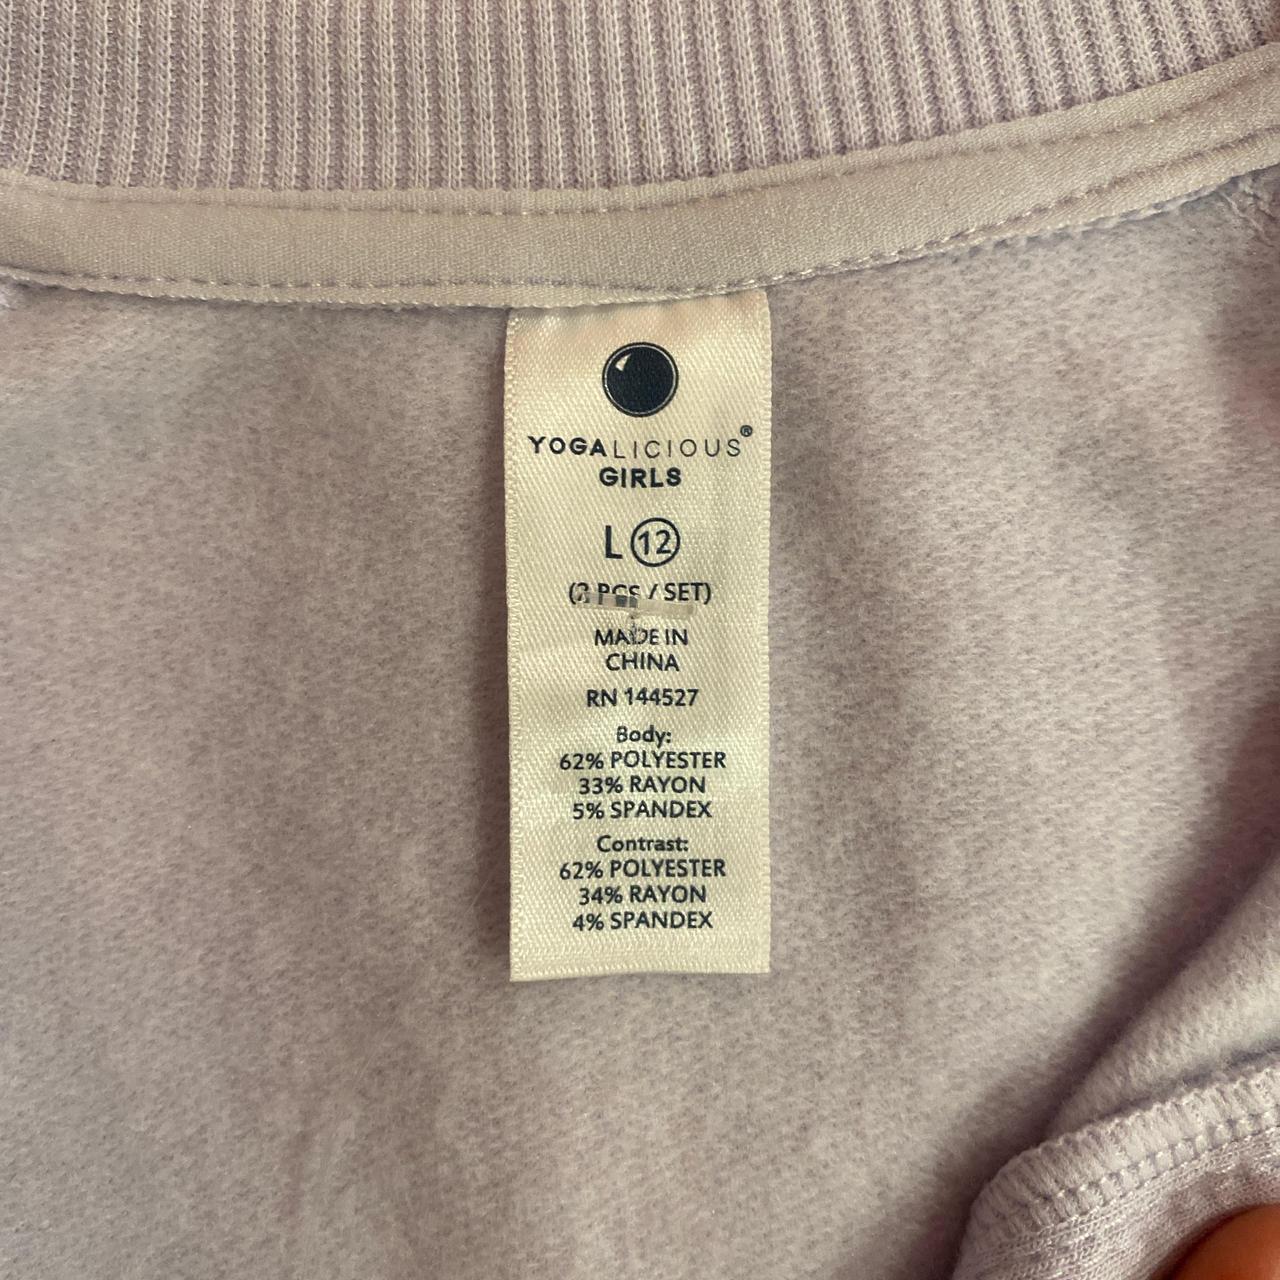 YOGALICIOUS®
GIRLS
L 12
(2 PCS / SET)
MADE IN
CHINA
RN 144527
Body:
62% POLYESTER
33% RAYON
5% SPANDEX
Contrast:
62% POLYESTER
34% RAYON
4% SPANDEX